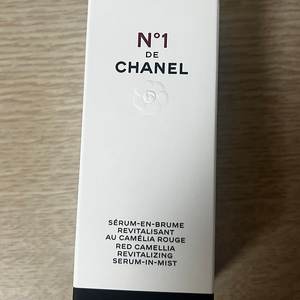 N°1
DE
CHANEL
SÉRUM-EN-BRUME
REVITALISANT
AU CAMÉLIA ROUGE
RED CAMELLIA
REVITALIZING
SERUM-IN-MIST